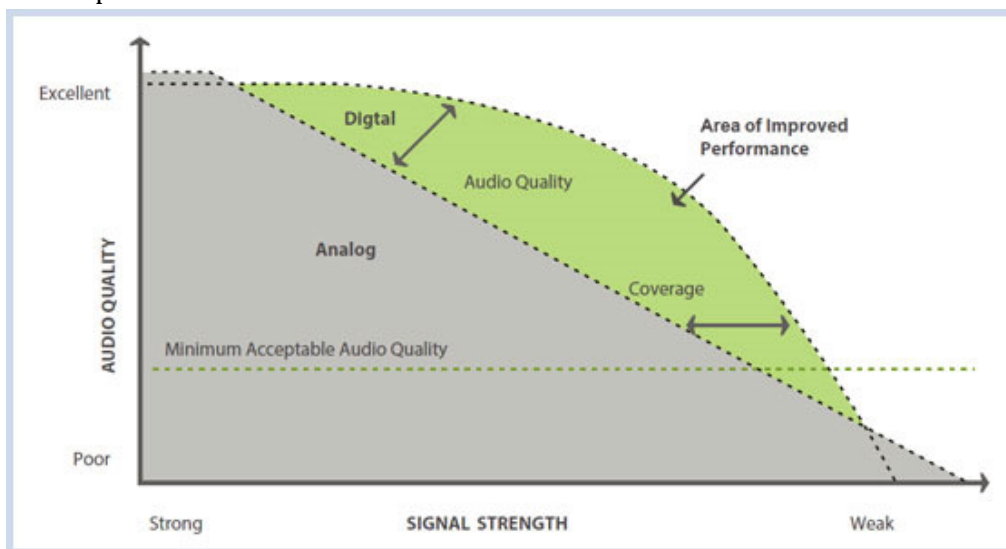 Excellent
Digtal
Area of Improved
Performance
Audio Quality
Analog
AUDIO QUALITY
Coverage
Minimum Acceptable Audio Quality
Poor
Strong
SIGNAL STRENGTH
Weak